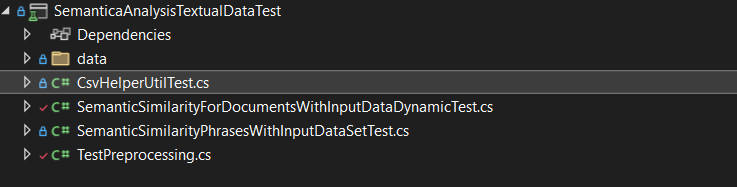 SemanticaAnalysisTextualDataTest
Dependencies
data
C# CsvHelperUtilTest.cs
C# SemanticSimilarityForDocumentsWithInputDataDynamicTest.cs
C# SemanticSimilarityPhrasesWithInputDataSetTest.cs
C# TestPreprocessing.cs